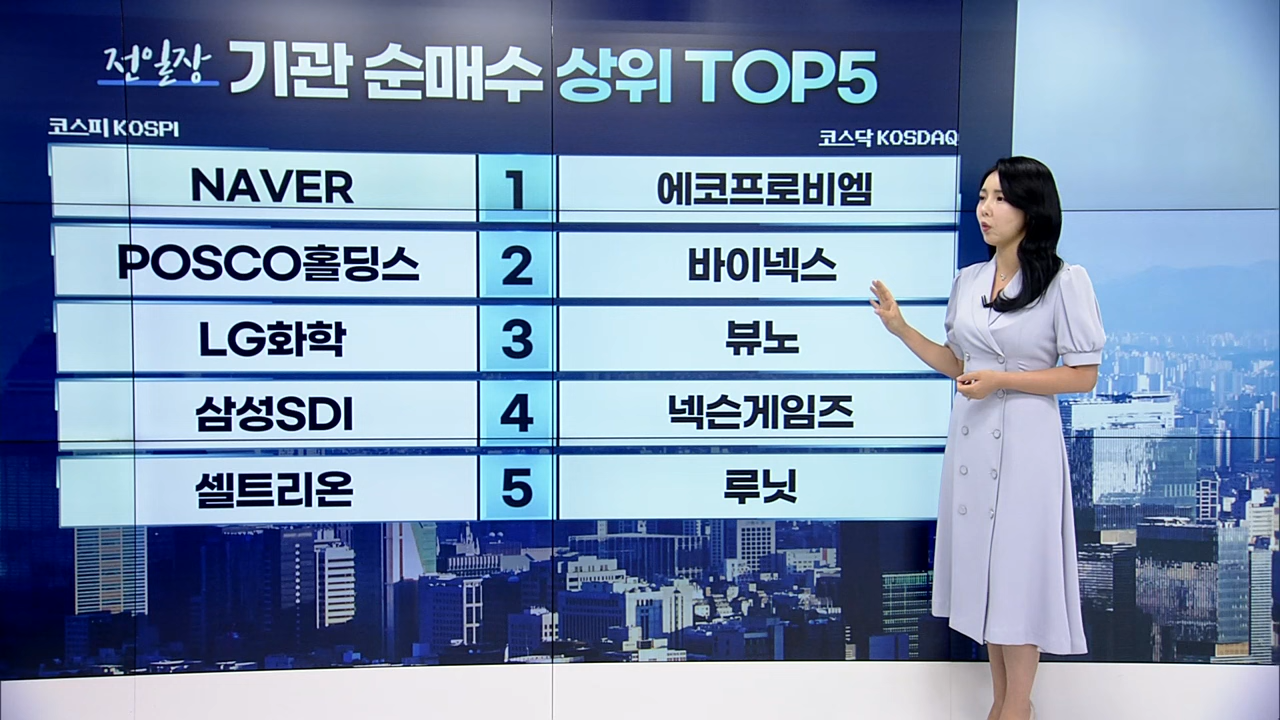 전일장 기관 순매수 상위 TOP5
코스피 KOSPI 코스닥 KOSDAQ
NAVER 1 에코프로비엠
POSCO홀딩스 2 바이넥스
LG화학 3 뷰노
삼성SDI 4 넥슨게임즈
셀트리온 5 루닛